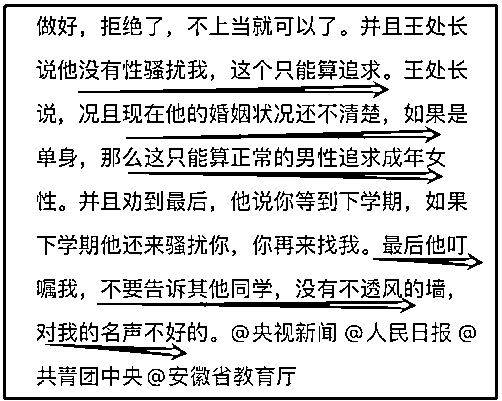 做好，拒绝了，不上当就可以了。并且王处长
说他没有性骚扰我，这个只能算追求。王处长
说，况且现在他的婚姻状况还不清楚，如果是
单身，那么这只能算正常的男性追求成年女
性。并且劝到最后，他说你等到下学期，如果
下学期他还来骚扰你，你再来找我。最后他叮
嘱我，不要告诉其他同学，没有不透风的墙，
对我的名声不好的。@央视新闻 @人民日报 @
共青团中央 @安徽省教育厅